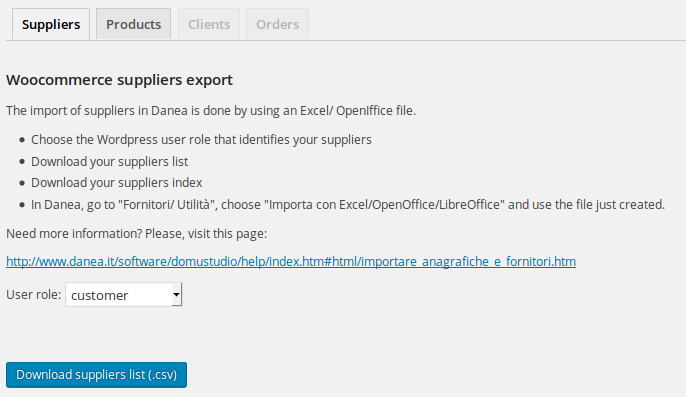 Suppliers Products Clients Orders
Woocommerce suppliers export
The import of suppliers in Danea is done by using an Excel/ OpenIffice file.
Choose the Wordpress user role that identifies your suppliers
Download your suppliers list
Download your suppliers index
In Danea, go to "Fornitori/ Utilità", choose "Importa con Excel/OpenOffice/LibreOffice" and use the file just created.
Need more information? Please, visit this page:
http://www.danea.it/software/domustudio/help/index.htm#html/importare_anagrafiche_e_fornitori.htm
User role: customer
Download suppliers list (.csv)